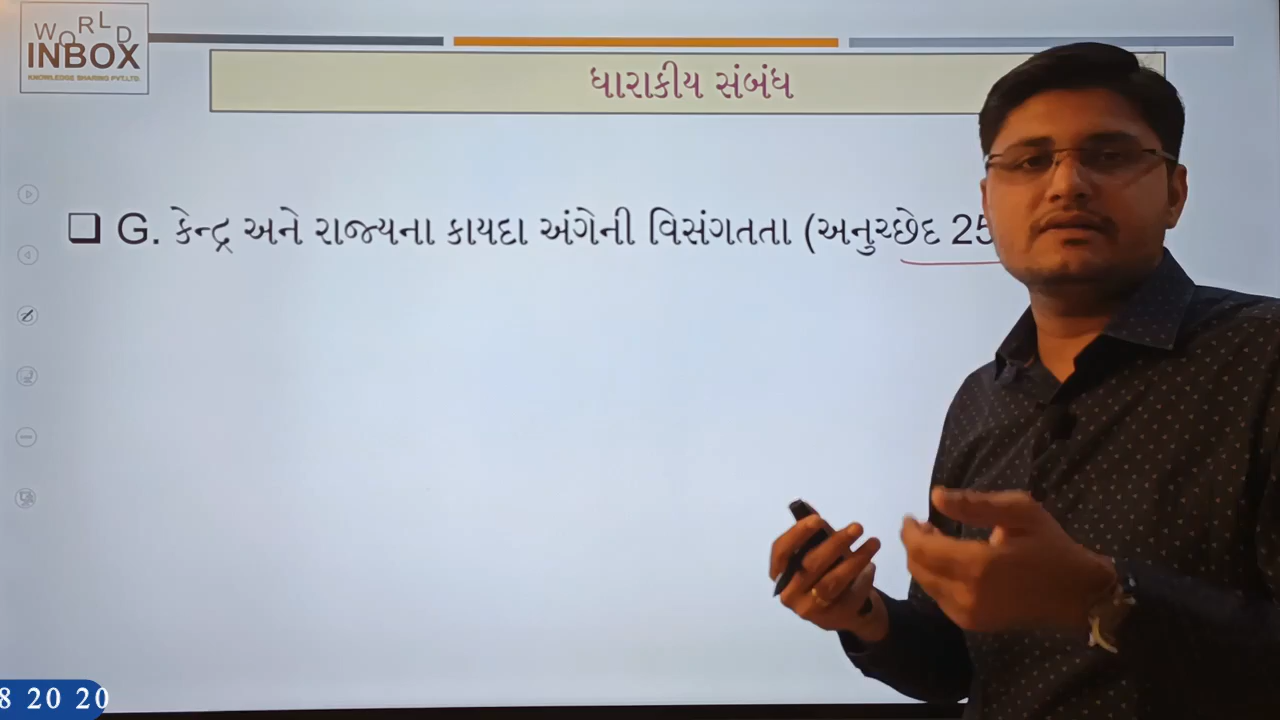 WORLD
INBOX
KNOWLEDGE SHARING PVT.LTD.
ધારાકીય સંબંધ
G. કેન્દ્ર અને રાજ્યના કાયદા અંગેની વિસંગતતા (અનુચ્છેદ 25
8 20 20